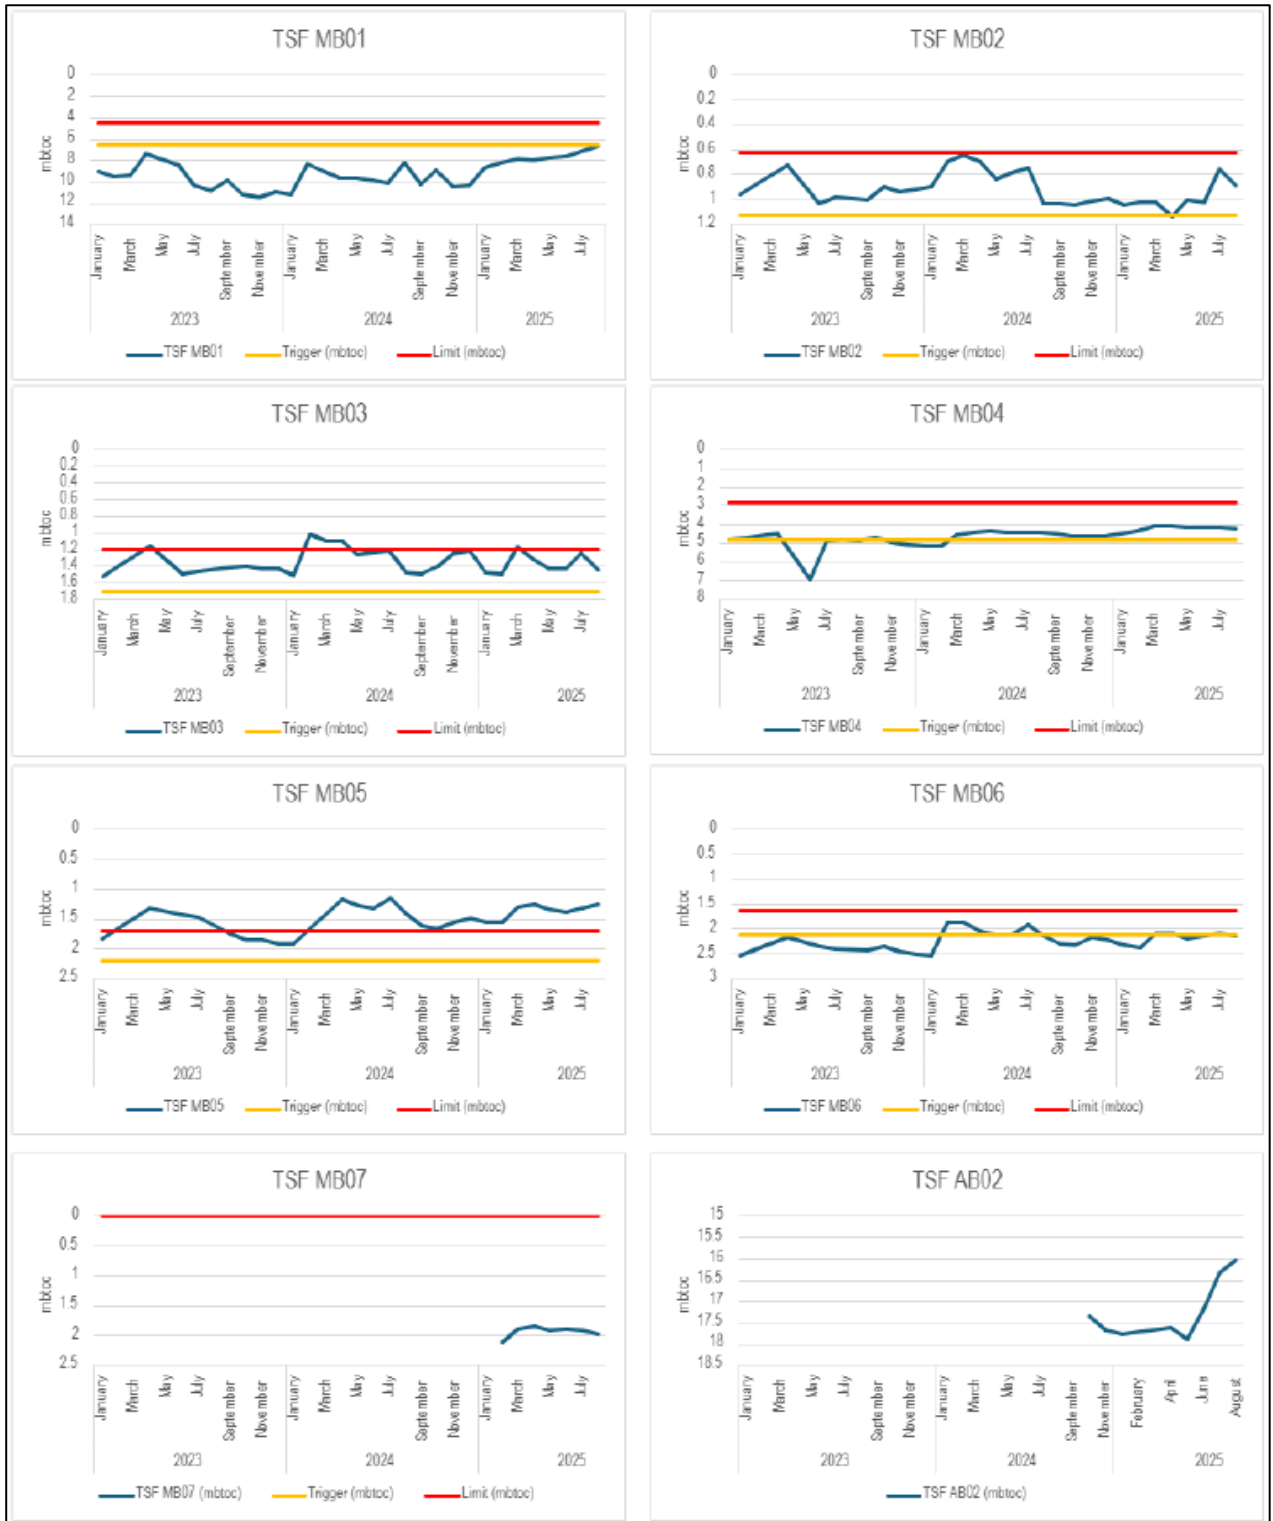 TSF MB01
0
2
4
6
8
10
12
14
mbtoc
January March May July September November January March May July September November January March May July
2023 2024 2025
TSF MB01 Trigger (mbtoc) Limit (mbtoc)
TSF MB02
0
0.2
0.4
0.6
0.8
1
1.2
mbtoc
January March May July September November January March May July September November January March May July
2023 2024 2025
TSF MB02 Trigger (mbtoc) Limit (mbtoc)
TSF MB03
0
0.2
0.4
0.6
0.8
1
1.2
1.4
1.6
1.8
mbtoc
January March May July September November January March May July September November January March May July
2023 2024 2025
TSF MB03 Trigger (mbtoc) Limit (mbtoc)
TSF MB04
0
1
2
3
4
5
6
7
8
mbtoc
January March May July September November January March May July September November January March May July
2023 2024 2025
TSF MB04 Trigger (mbtoc) Limit (mbtoc)
TSF MB05
0
0.5
1
1.5
2
2.5
mbtoc
January March May July September November January March May July September November January March May July
2023 2024 2025
TSF MB05 Trigger (mbtoc) Limit (mbtoc)
TSF MB06
0
0.5
1
1.5
2
2.5
3
mbtoc
January March May July September November January March May July September November January March May July
2023 2024 2025
TSF MB06 Trigger (mbtoc) Limit (mbtoc)
TSF MB07
0
0.5
1
1.5
2
2.5
mbtoc
January March May July September November January March May July September November January March May July
2023 2024 2025
TSF MB07 (mbtoc) Trigger (mbtoc) Limit (mbtoc)
TSF AB02
15
15.5
16
16.5
17
17.5
18
18.5
mbtoc
January March May July September November January March May July September November February April June August
2023 2024 2025
TSF AB02 (mbtoc)